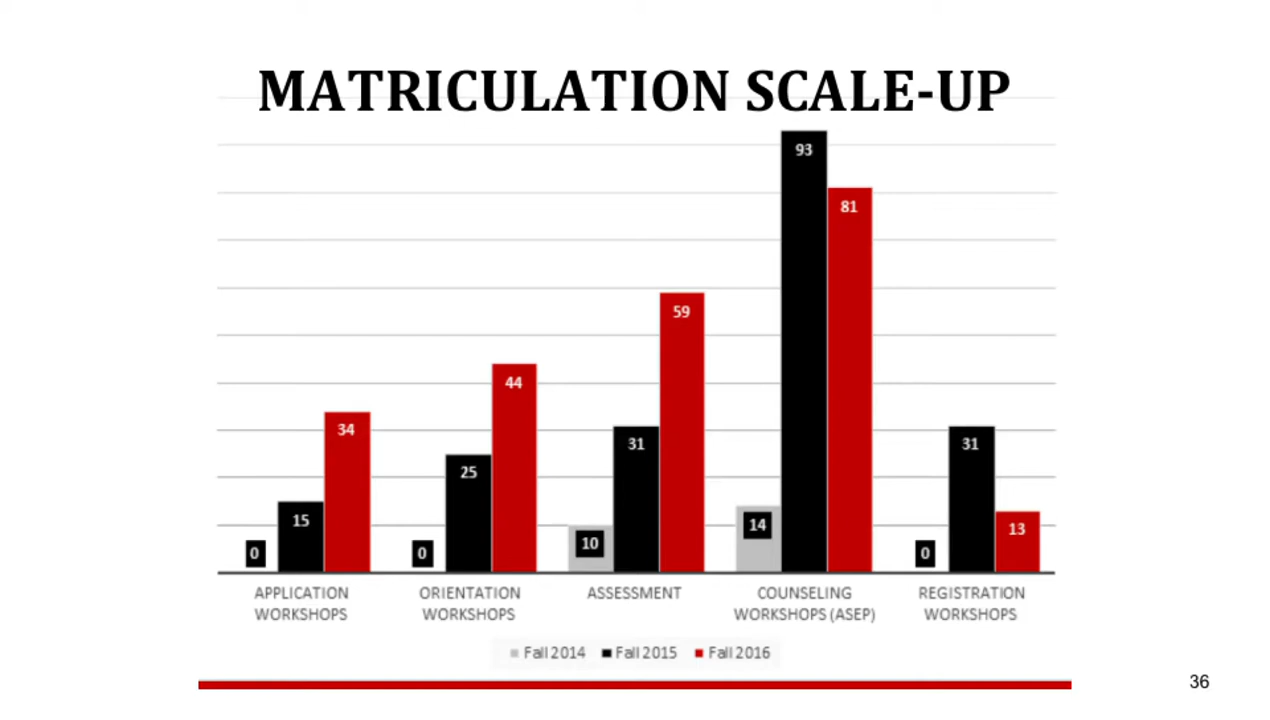 MATRICULATION SCALE-UP
93
81
59
44
34
31
31
25
15
14
13
10
0
0
0
APPLICATION WORKSHOPS
ORIENTATION WORKSHOPS
ASSESSMENT
COUNSELING WORKSHOPS (ASEP)
REGISTRATION WORKSHOPS
Fall 2014 Fall 2015 Fall 2016
36